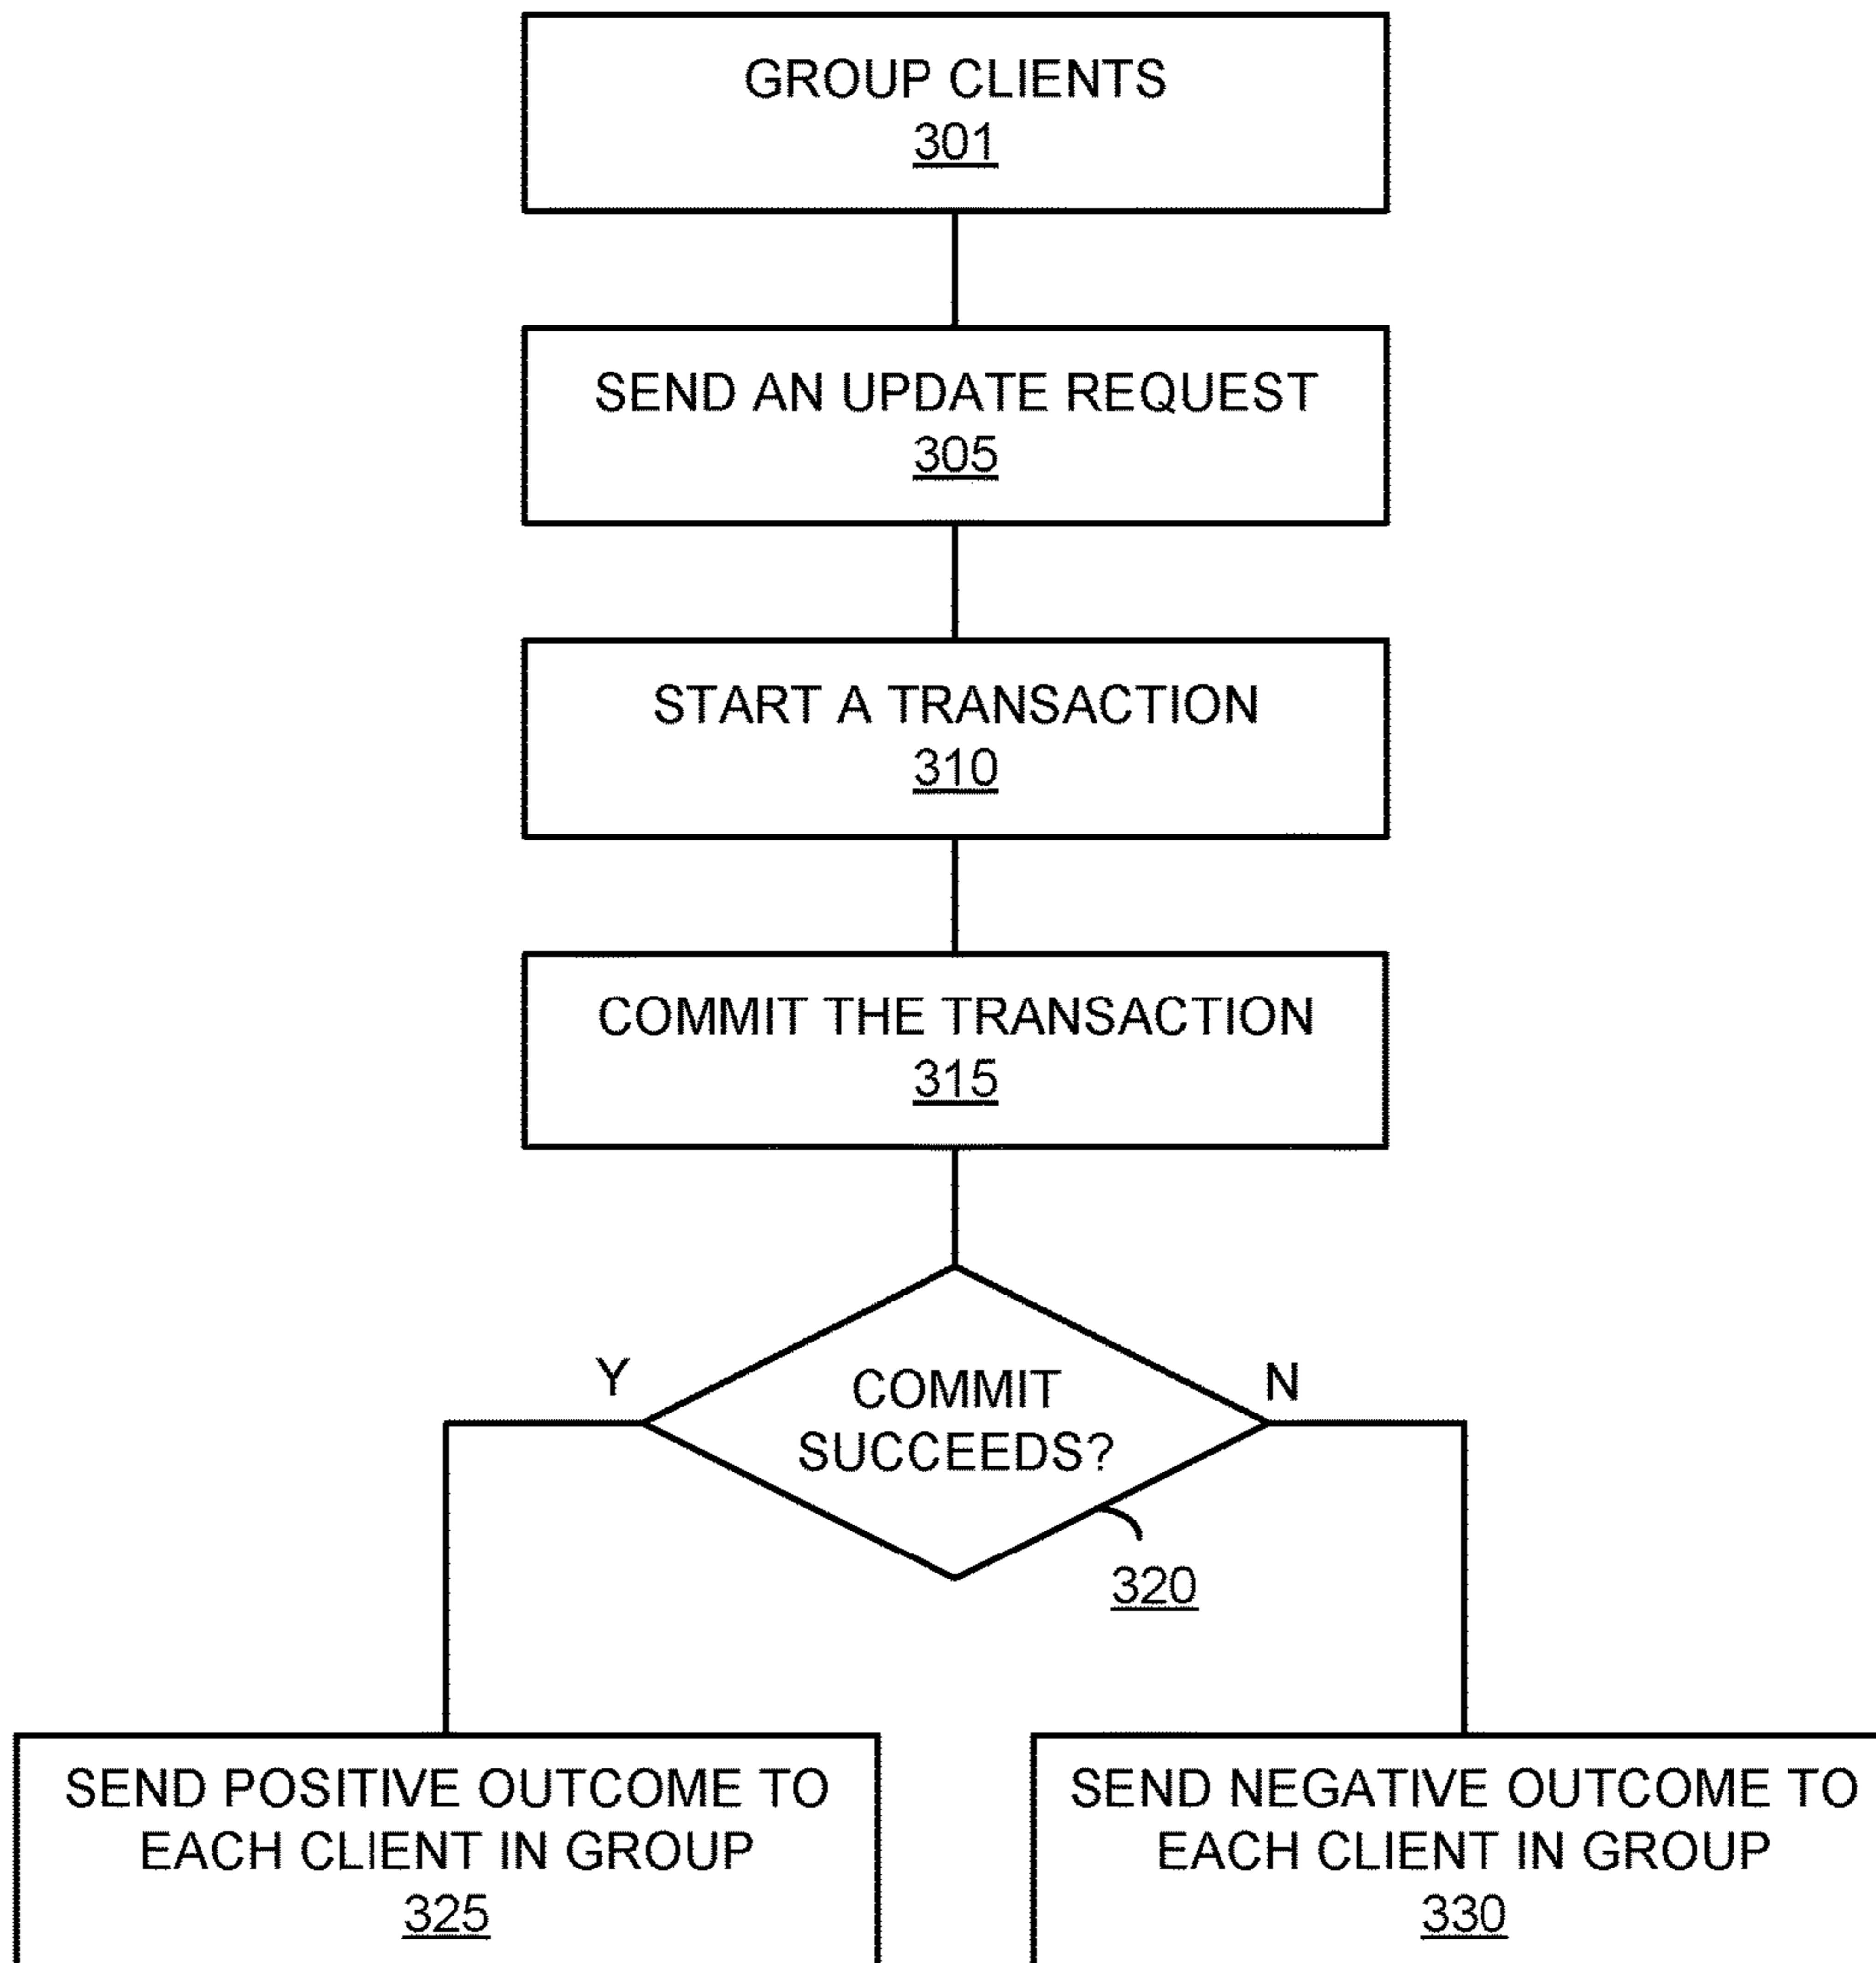 GROUP CLIENTS
301
SEND AN UPDATE REQUEST
305
START A TRANSACTION
310
COMMIT THE TRANSACTION
315
Y
COMMIT
SUCCEEDS?
N
320
SEND POSITIVE OUTCOME TO
EACH CLIENT IN GROUP
325
SEND NEGATIVE OUTCOME TO
EACH CLIENT IN GROUP
330